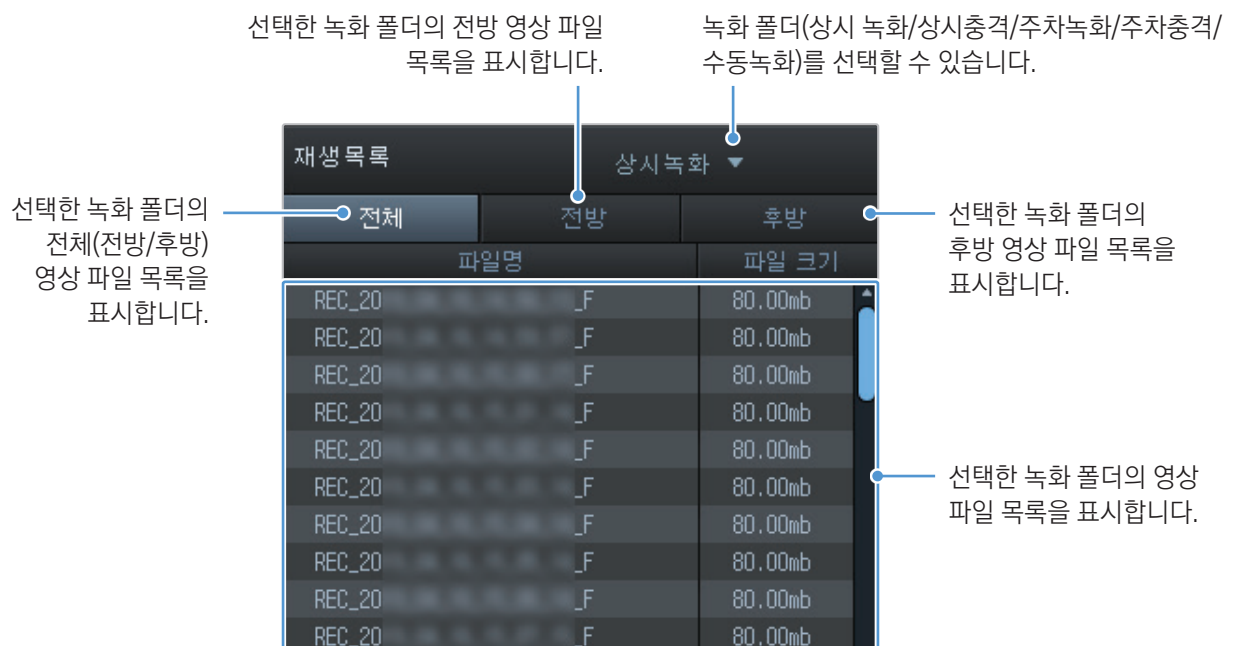 선택한 녹화 폴더의 전방 영상 파일
목록을 표시합니다.
녹화 폴더(상시 녹화/상시충격/주차녹화/주차충격/
수동녹화)를 선택할 수 있습니다.
재생목록
상시녹화 ▼
선택한 녹화 폴더의
전체(전방/후방)
영상 파일 목록을
표시합니다.
전체 전방 후방
선택한 녹화 폴더의
후방 영상 파일 목록을
표시합니다.
파일명 파일 크기
REC_20 _F 80.00mb
REC_20 _F 80.00mb
REC_20 _F 80.00mb
REC_20 _F 80.00mb
REC_20 _F 80.00mb
REC_20 _F 80.00mb
REC_20 _F 80.00mb
REC_20 _F 80.00mb
REC_20 _F 80.00mb
REC_20 _F 80.00mb
선택한 녹화 폴더의 영상
파일 목록을 표시합니다.